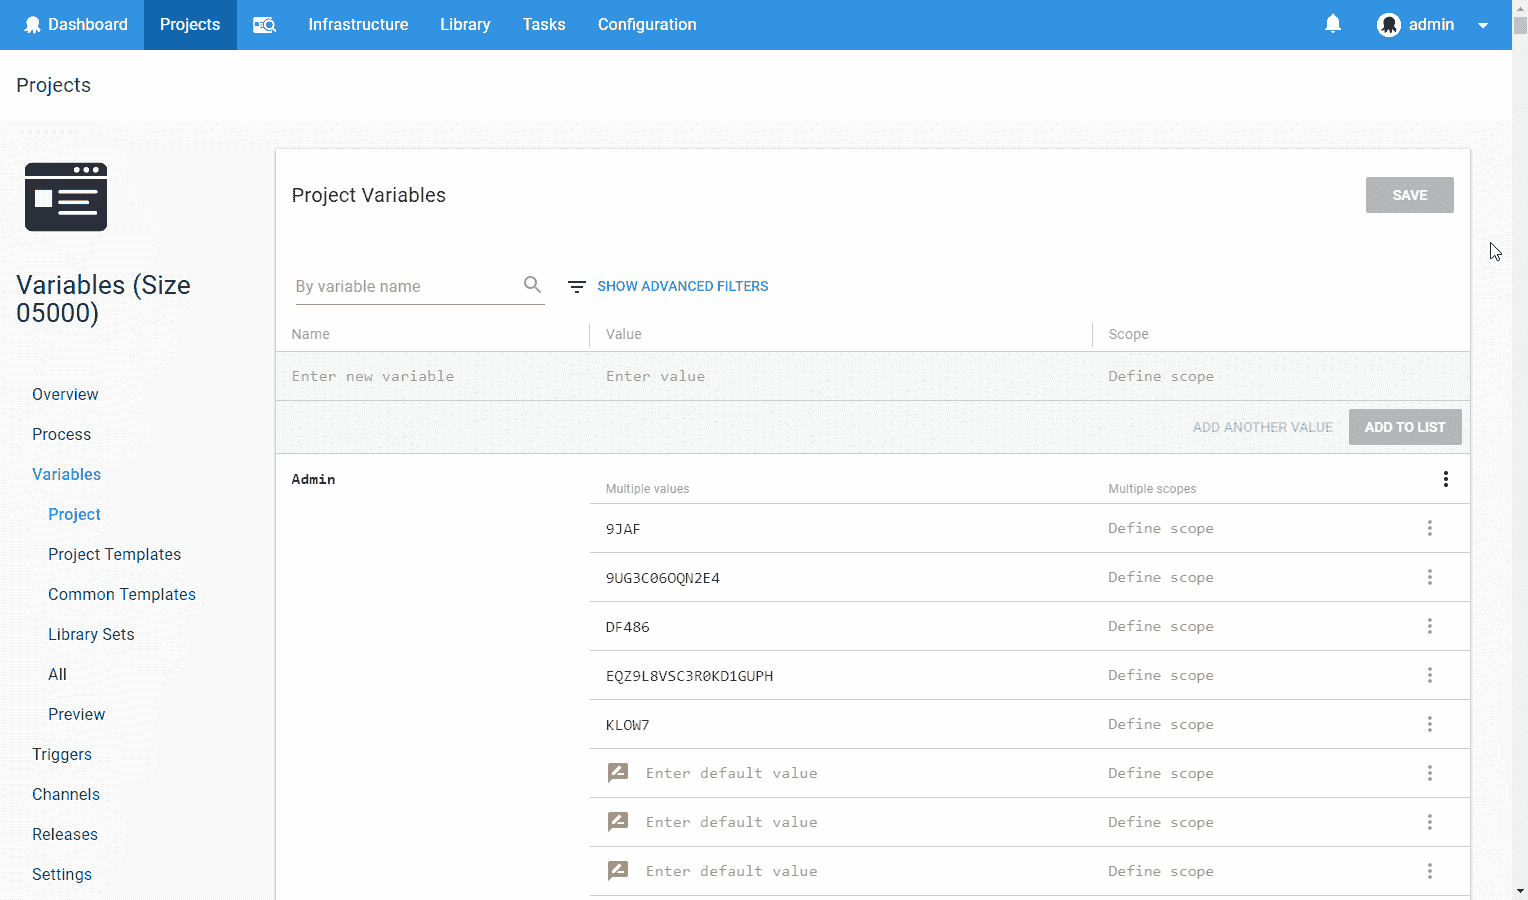 Dashboard Projects Infrastructure Library Tasks Configuration admin
Projects
Variables (Size
05000)
Overview
Process
Variables
Project
Project Templates
Common Templates
Library Sets
All
Preview
Triggers
Channels
Releases
Settings
Project Variables SAVE
By variable name SHOW ADVANCED FILTERS
Name Value Scope
Enter new variable Enter value Define scope
ADD ANOTHER VALUE ADD TO LIST
Admin Multiple values Multiple scopes
9JAF Define scope
9UG3C06OQN2E4 Define scope
DF486 Define scope
EQZ9L8VSC3R0KD1GUPH Define scope
KLOW7 Define scope
Enter default value Define scope
Enter default value Define scope
Enter default value Define scope